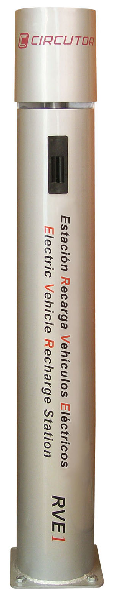 CIRCUTOR
Estación Recarga Vehículos Eléctricos
Electric Vehicle Recharge Station
RVE1